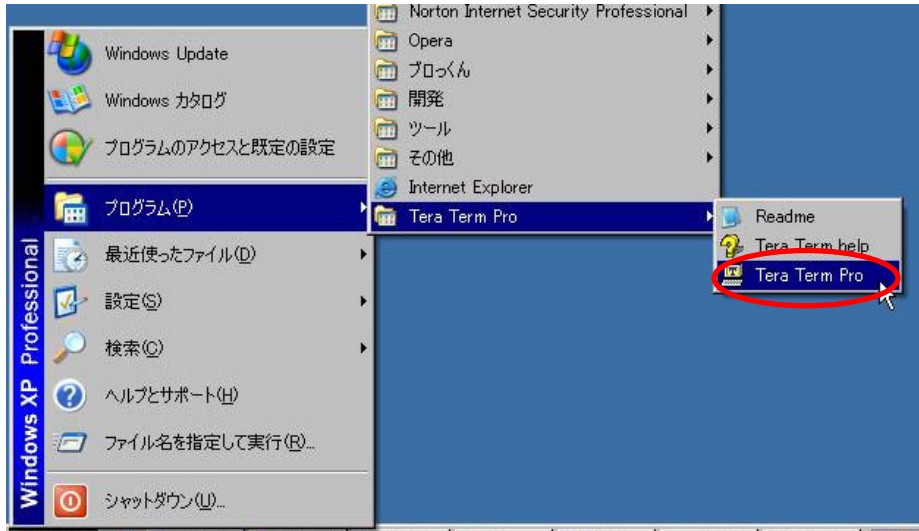 Windows XP Professional
Windows Update
Windows カタログ
プログラムのアクセスと既定の設定
プログラム(P)
最近使ったファイル(D)
設定(S)
検索(C)
ヘルプとサポート(H)
ファイル名を指定して実行(R)...
シャットダウン(U)...
Norton Internet Security Professional
Opera
ブロっくん
開発
ツール
その他
Internet Explorer
Tera Term Pro
Readme
Tera Term help
Tera Term Pro